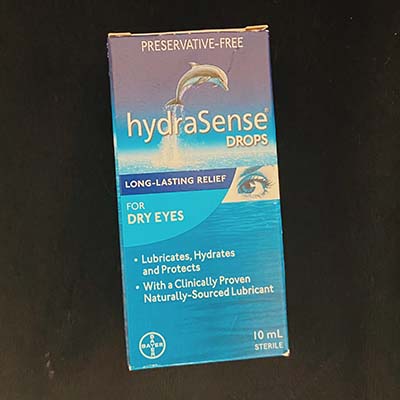 PRESERVATIVE-FREE
hydraSense®
DROPS
LONG-LASTING RELIEF
FOR
DRY EYES
• Lubricates, Hydrates
and Protects
• With a Clinically Proven
Naturally-Sourced Lubricant
BAYER
10 mL
STERILE